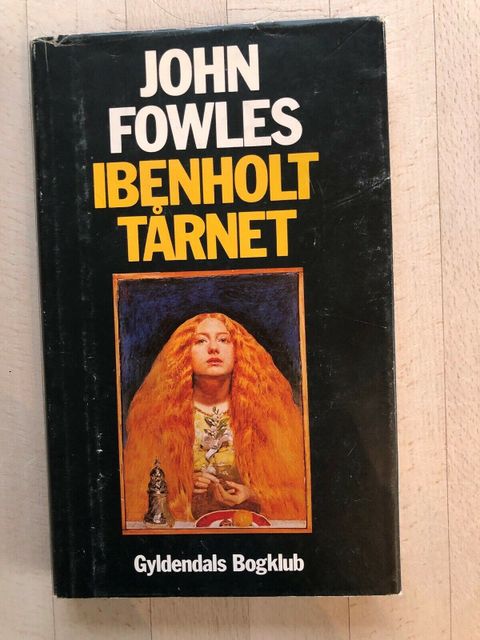 JOHN
FOWLES
IBENHOLT
TÅRNET
Gyldendals Bogklub